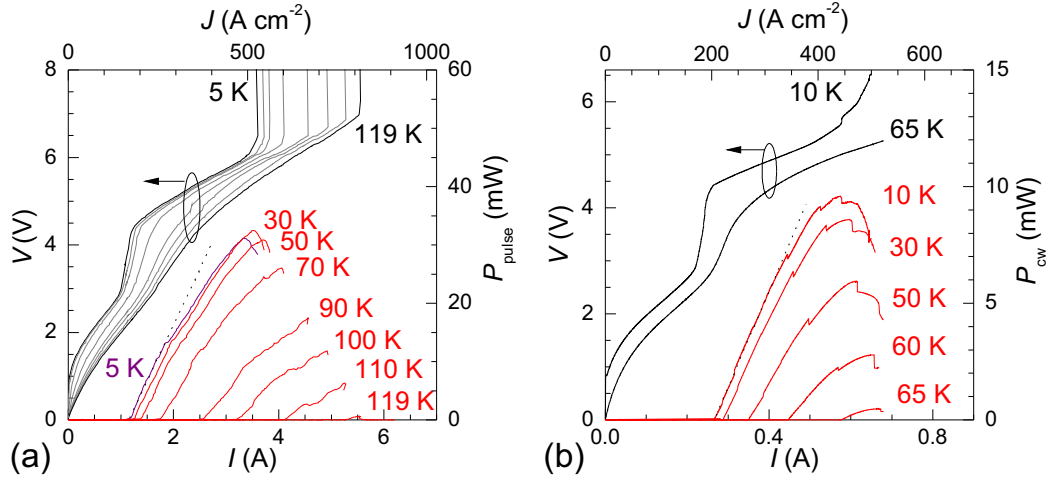 J (A cm-2)
0 500 1000
8 60
5 K
119 K
6
40
V (V)
Ppulse (mW)
30 K
50 K
70 K
4
90 K
20
100 K
2
5 K
110 K
119 K
0 0
0 2 4 6
(a) I (A)
J (A cm-2)
0 200 400 600
15
10 K
6
65 K
10
V (V)
Pcw (mW)
10 K
4
30 K
50 K
5
2
60 K
65 K
0 0
0.0 0.4 0.8
(b) I (A)